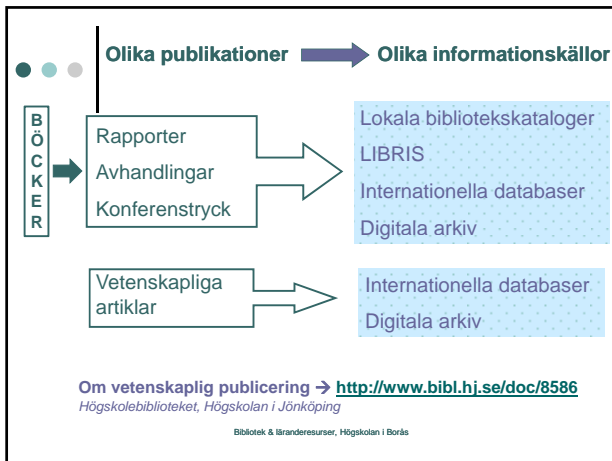 Olika publikationer
Olika informationskällor
BÖCKER
Rapporter
Avhandlingar
Konferenstryck
Lokala bibliotekskataloger
LIBRIS
Internationella databaser
Digitala arkiv
Vetenskapliga
artiklar
Internationella databaser
Digitala arkiv
Om vetenskaplig publicering → http://www.bibl.hj.se/doc/8586
Högskolebiblioteket, Högskolan i Jönköping
Bibliotek & läranderesurser, Högskolan i Borås